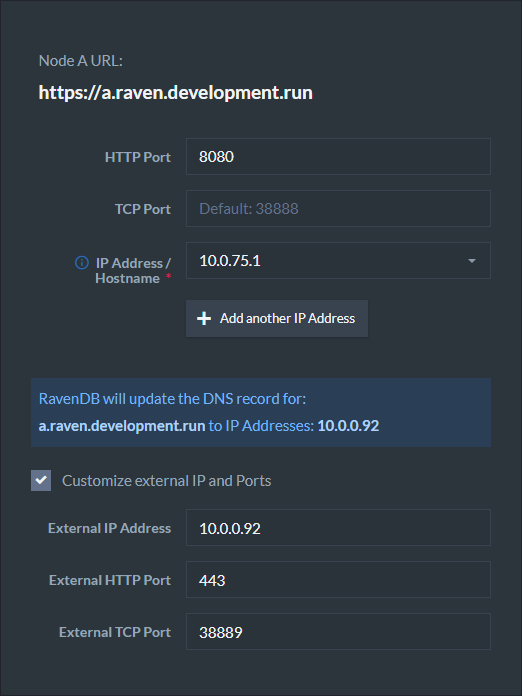 Node A URL:
https://a.raven.development.run
HTTP Port 8080
TCP Port Default: 38888
IP Address / Hostname * 10.0.75.1
Add another IP Address
RavenDB will update the DNS record for:
a.raven.development.run to IP Addresses: 10.0.0.92
Customize external IP and Ports
External IP Address 10.0.0.92
External HTTP Port 443
External TCP Port 38889